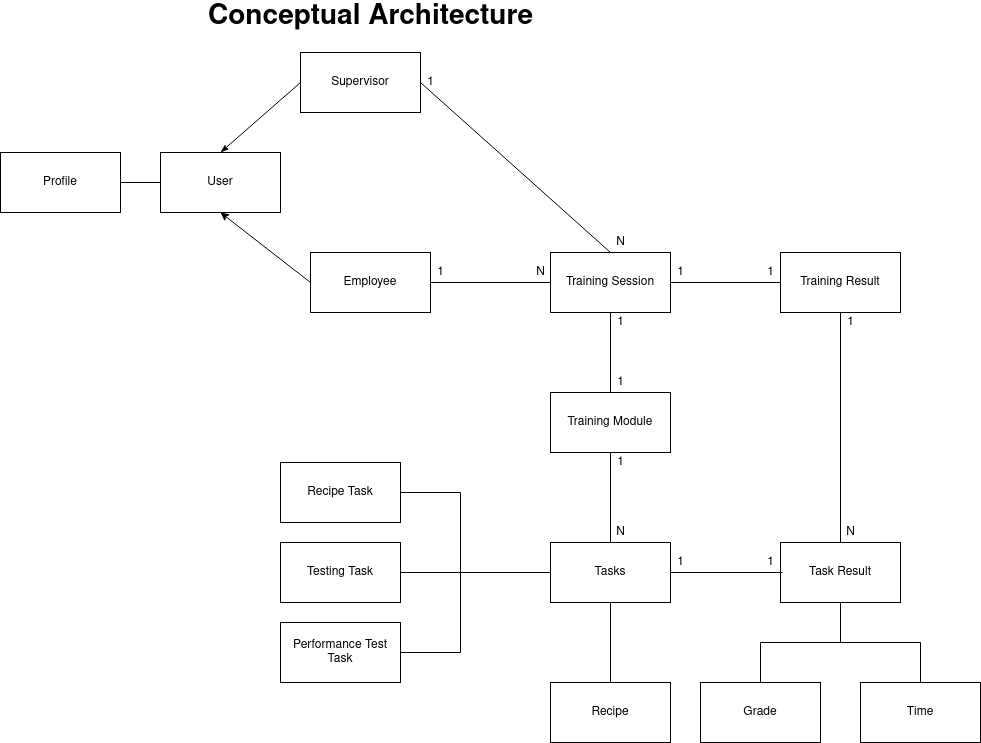 Conceptual Architecture
Supervisor
1
Profile
User
N
Employee
1
N
Training Session
1
1
Training Result
1
1
1
Training Module
1
Recipe Task
N
N
Testing Task
Tasks
1
1
Task Result
Performance Test
Task
Recipe
Grade
Time